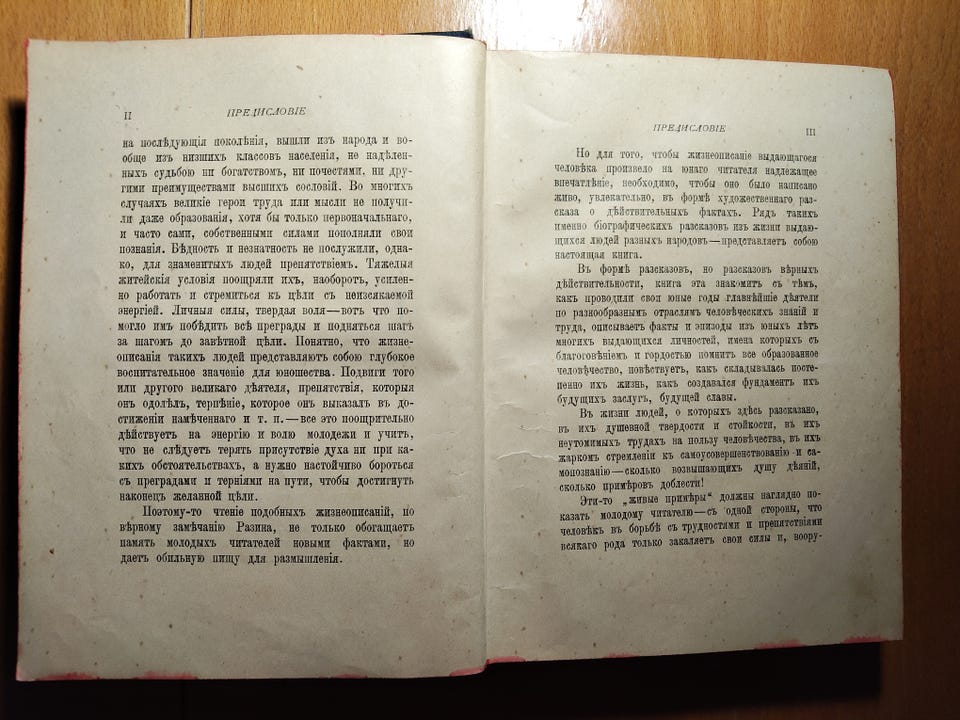 II
ПРЕДИСЛОВІЕ
на послѣдующія поколѣнія, вышли изъ народа и во-
обще изъ низшихъ классовъ населенія, не надѣлен-
ныхъ судьбою ни богатствомъ, ни почестями, ни дру-
гими преимуществами высшихъ сословій. Во многихъ
случаяхъ великіе герои труда или мысли не получи-
ли даже образованія, хотя бы только первоначальнаго,
и часто сами, собственными силами пополняли свои
познанія. Бѣдность и незнатность не послужили, одна-
ко, для знаменитыхъ людей препятствіемъ. Тяжелыя
житейскія условія поощряли ихъ, наоборотъ, усилен-
но работать и стремиться къ цѣли съ неизсякаемой
энергіей. Личныя силы, твердая воля—вотъ что по-
могло имъ побѣдить всѣ преграды и подняться шагъ
за шагомъ до завѣтной цѣли. Понятно, что жизне-
описанія такихъ людей представляютъ собою глубокое
воспитательное значеніе для юношества. Подвиги того
или другого великаго дѣятеля, препятствія, которыя
онъ одолѣлъ, терпѣніе, которое онъ выказалъ въ до-
стиженіи намѣченнаго и т. п.—все это поощрительно
дѣйствуетъ на энергію и волю молодежи и учитъ,
что не слѣдуетъ терять присутствіе духа ни при ка-
кихъ обстоятельствахъ, а нужно настойчиво бороться
съ преградами и терніями на пути, чтобы достигнуть
наконецъ желанной цѣли.
Поэтому-то чтеніе подобныхъ жизнеописаній, по
вѣрному замѣчанію Разина, не только обогащаетъ
память молодыхъ читателей новыми фактами, но
даетъ обильную пищу для размышленія.
ПРЕДИСЛОВІЕ
III
Но для того, чтобы жизнеописаніе выдающагося
человѣка произвело на юнаго читателя надлежащее
впечатлѣніе, необходимо, чтобы оно было написано
живо, увлекательно, въ формѣ художественнаго раз-
сказа о дѣйствительныхъ фактахъ. Рядъ такихъ
именно біографическихъ разсказовъ изъ жизни выдаю-
щихся людей разныхъ народовъ—представляетъ собою
настоящая книга.
Въ формѣ разсказовъ, но разсказовъ вѣрныхъ
дѣйствительности, книга эта знакомитъ съ тѣмъ,
какъ проводили свои юные годы главнѣйшіе дѣятели
по разнообразнымъ отраслямъ человѣческихъ знаній и
труда, описываетъ факты и эпизоды изъ юныхъ лѣтъ
многихъ выдающихся личностей, имена которыхъ съ
благоговѣніемъ и гордостью помнитъ все образованное
человѣчество, повѣствуетъ, какъ складывалась посте-
пенно ихъ жизнь, какъ создавался фундаментъ ихъ
будущихъ заслугъ, будущей славы.
Въ жизни людей, о которыхъ здѣсь разсказано,
въ ихъ душевной твердости и стойкости, въ ихъ
неутомимыхъ трудахъ на пользу человѣчества, въ ихъ
жаркомъ стремленіи къ самоусовершенствованію и са-
мопознанію—сколько возвышающихъ душу дѣяній,
сколько примѣровъ доблести!
Эти-то „живые примѣры“ должны наглядно по-
казать молодому читателю—съ одной стороны, что
человѣкъ въ борьбѣ съ трудностями и препятствіями
всякаго рода только закаляетъ свои силы и, воору-